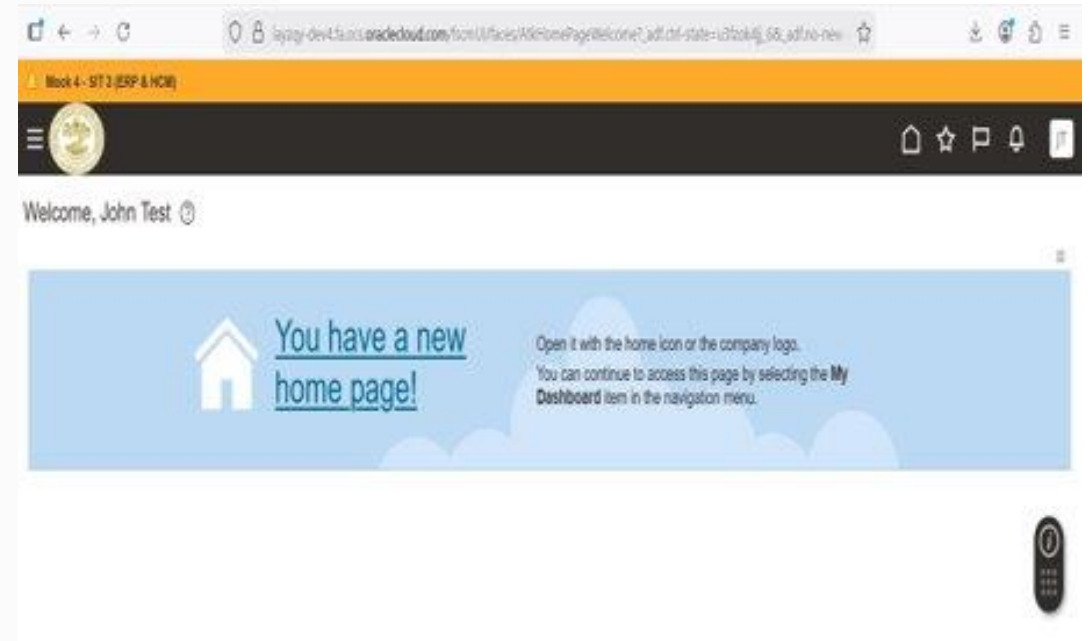 oraclecloud.com
Mock 4 - SIT 3 (ERP & HCM)
JT
Welcome, John Test
You have a new
home page!
Open it with the home icon or the company logo.
You can continue to access this page by selecting the My
Dashboard item in the navigation menu.